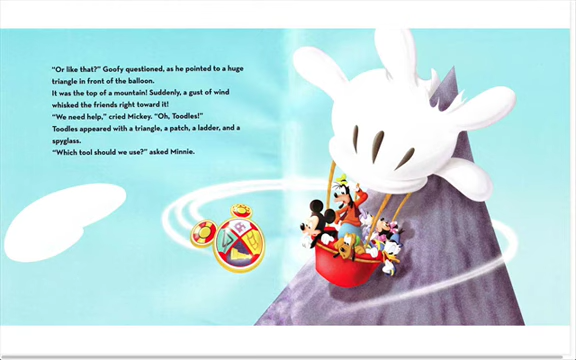 “Or like that?” Goofy questioned, as he pointed to a huge
triangle in front of the balloon.
It was the top of a mountain! Suddenly, a gust of wind
whisked the friends right toward it!
“We need help,” cried Mickey. “Oh, Toodles!”
Toodles appeared with a triangle, a patch, a ladder, and a
spyglass.
“Which tool should we use?” asked Minnie.